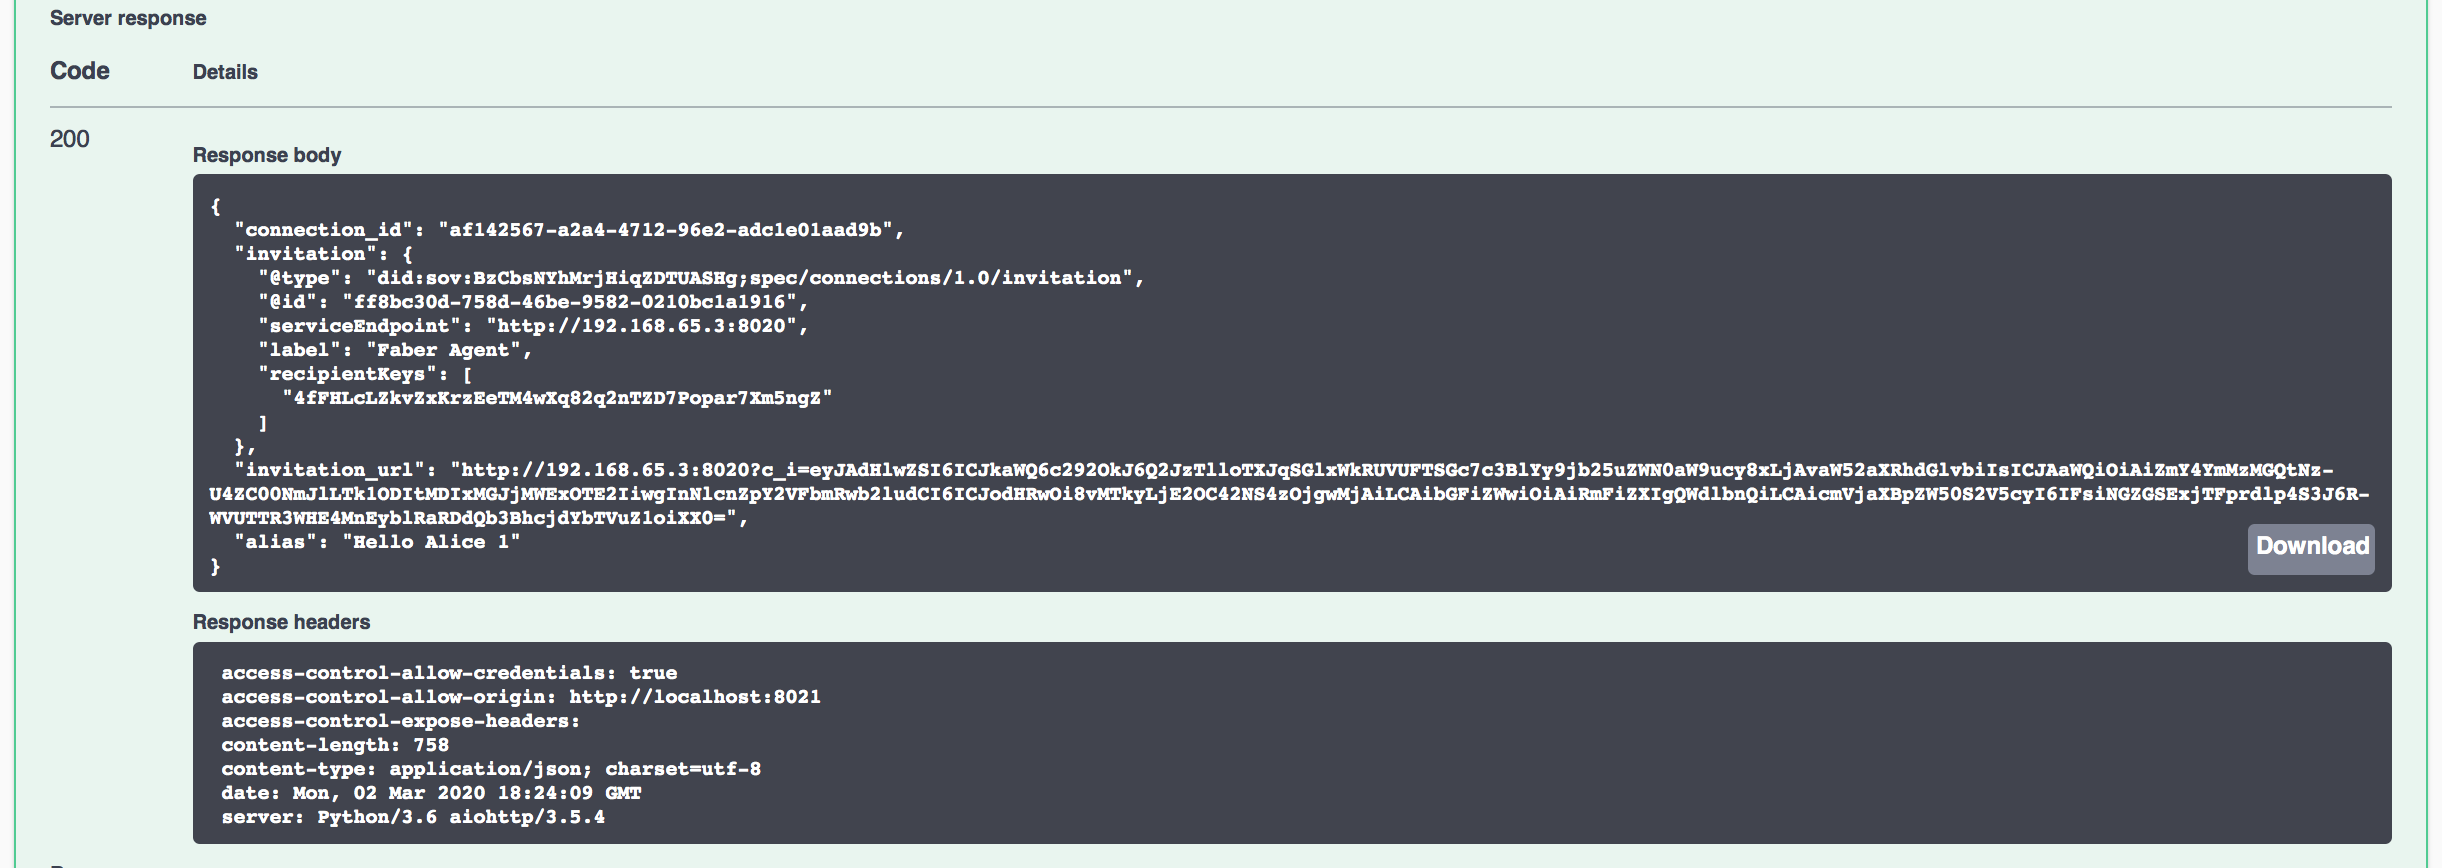 Server response
Code Details
200
Response body
{
  "connection_id": "af142567-a2a4-4712-96e2-adc1e01aad9b",
  "invitation": {
    "@type": "did:sov:BzCbsNYhMrjHiqZDTUASHg;spec/connections/1.0/invitation",
    "@id": "ff8bc30d-758d-46be-9582-0210bc1a1916",
    "serviceEndpoint": "http://192.168.65.3:8020",
    "label": "Faber Agent",
    "recipientKeys": [
      "4fFHLcLZkvZxKrzEeTM4wXq82q2nTZD7Popar7Xm5ngZ"
    ]
  },
  "invitation_url": "http://192.168.65.3:8020?c_i=eyJAdHlwZSI6ICJkaWQ6c292OkJ6Q2JzTlloTXJqSGlxWkRUVUFTSGc7c3BlYy9jb25uZWN0aW9ucy8xLjAvaW52aXRhdGlvbiIsICJAaWQiOiAiZmY4YmMzMGQtNz-
U4ZC00NmJlLTk1ODItMDIxMGJjMWExOTE2IiwgInNlcnZpY2VFbmRwb2ludCI6ICJodHRwOi8vMTkyLjE2OC42NS4zOjgwMjAiLCAibGFiZWwiOiAiRmFiZXIgQWdlbnQiLCAicmVjaXBpZW50S2V5cyI6IFsiNGZGSExjTFprdlp4S3J6R-
WVUTTR3WHE4MnEyblRaRDdQb3BhcjdYbTVuZ1oiXX0=",
  "alias": "Hello Alice 1"
}
Download
Response headers
access-control-allow-credentials: true
access-control-allow-origin: http://localhost:8021
access-control-expose-headers:
content-length: 758
content-type: application/json; charset=utf-8
date: Mon, 02 Mar 2020 18:24:09 GMT
server: Python/3.6 aiohttp/3.5.4